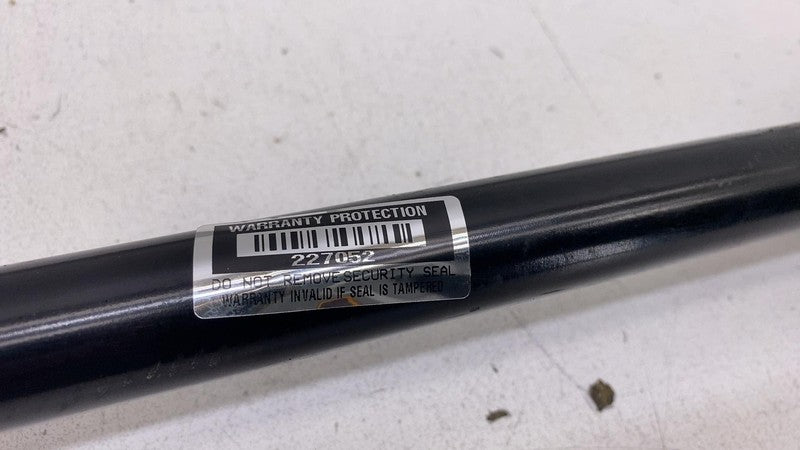 WARRANTY PROTECTION
227052
DO NOT REMOVE SECURITY SEAL
WARRANTY INVALID IF SEAL IS TAMPERED